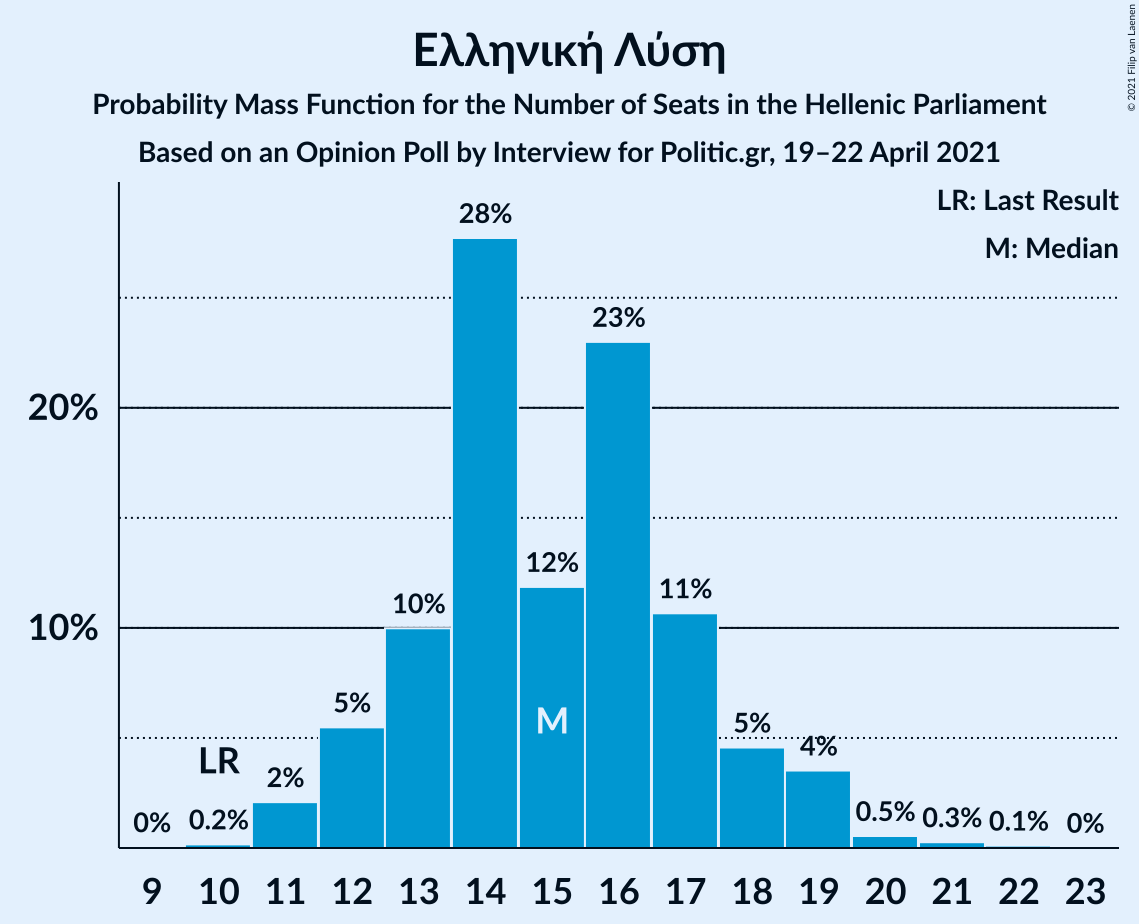 Ελληνική Λύση
Probability Mass Function for the Number of Seats in the Hellenic Parliament
Based on an Opinion Poll by Interview for Politic.gr, 19–22 April 2021
© 2021 Filip van Laenen
LR: Last Result
M: Median
28%
23%
20%
12%
11%
10%
10%
M
5%
5%
4%
LR
2%
0%
0.2%
0.5%
0.3%
0.1%
0%
9 10 11 12 13 14 15 16 17 18 19 20 21 22 23